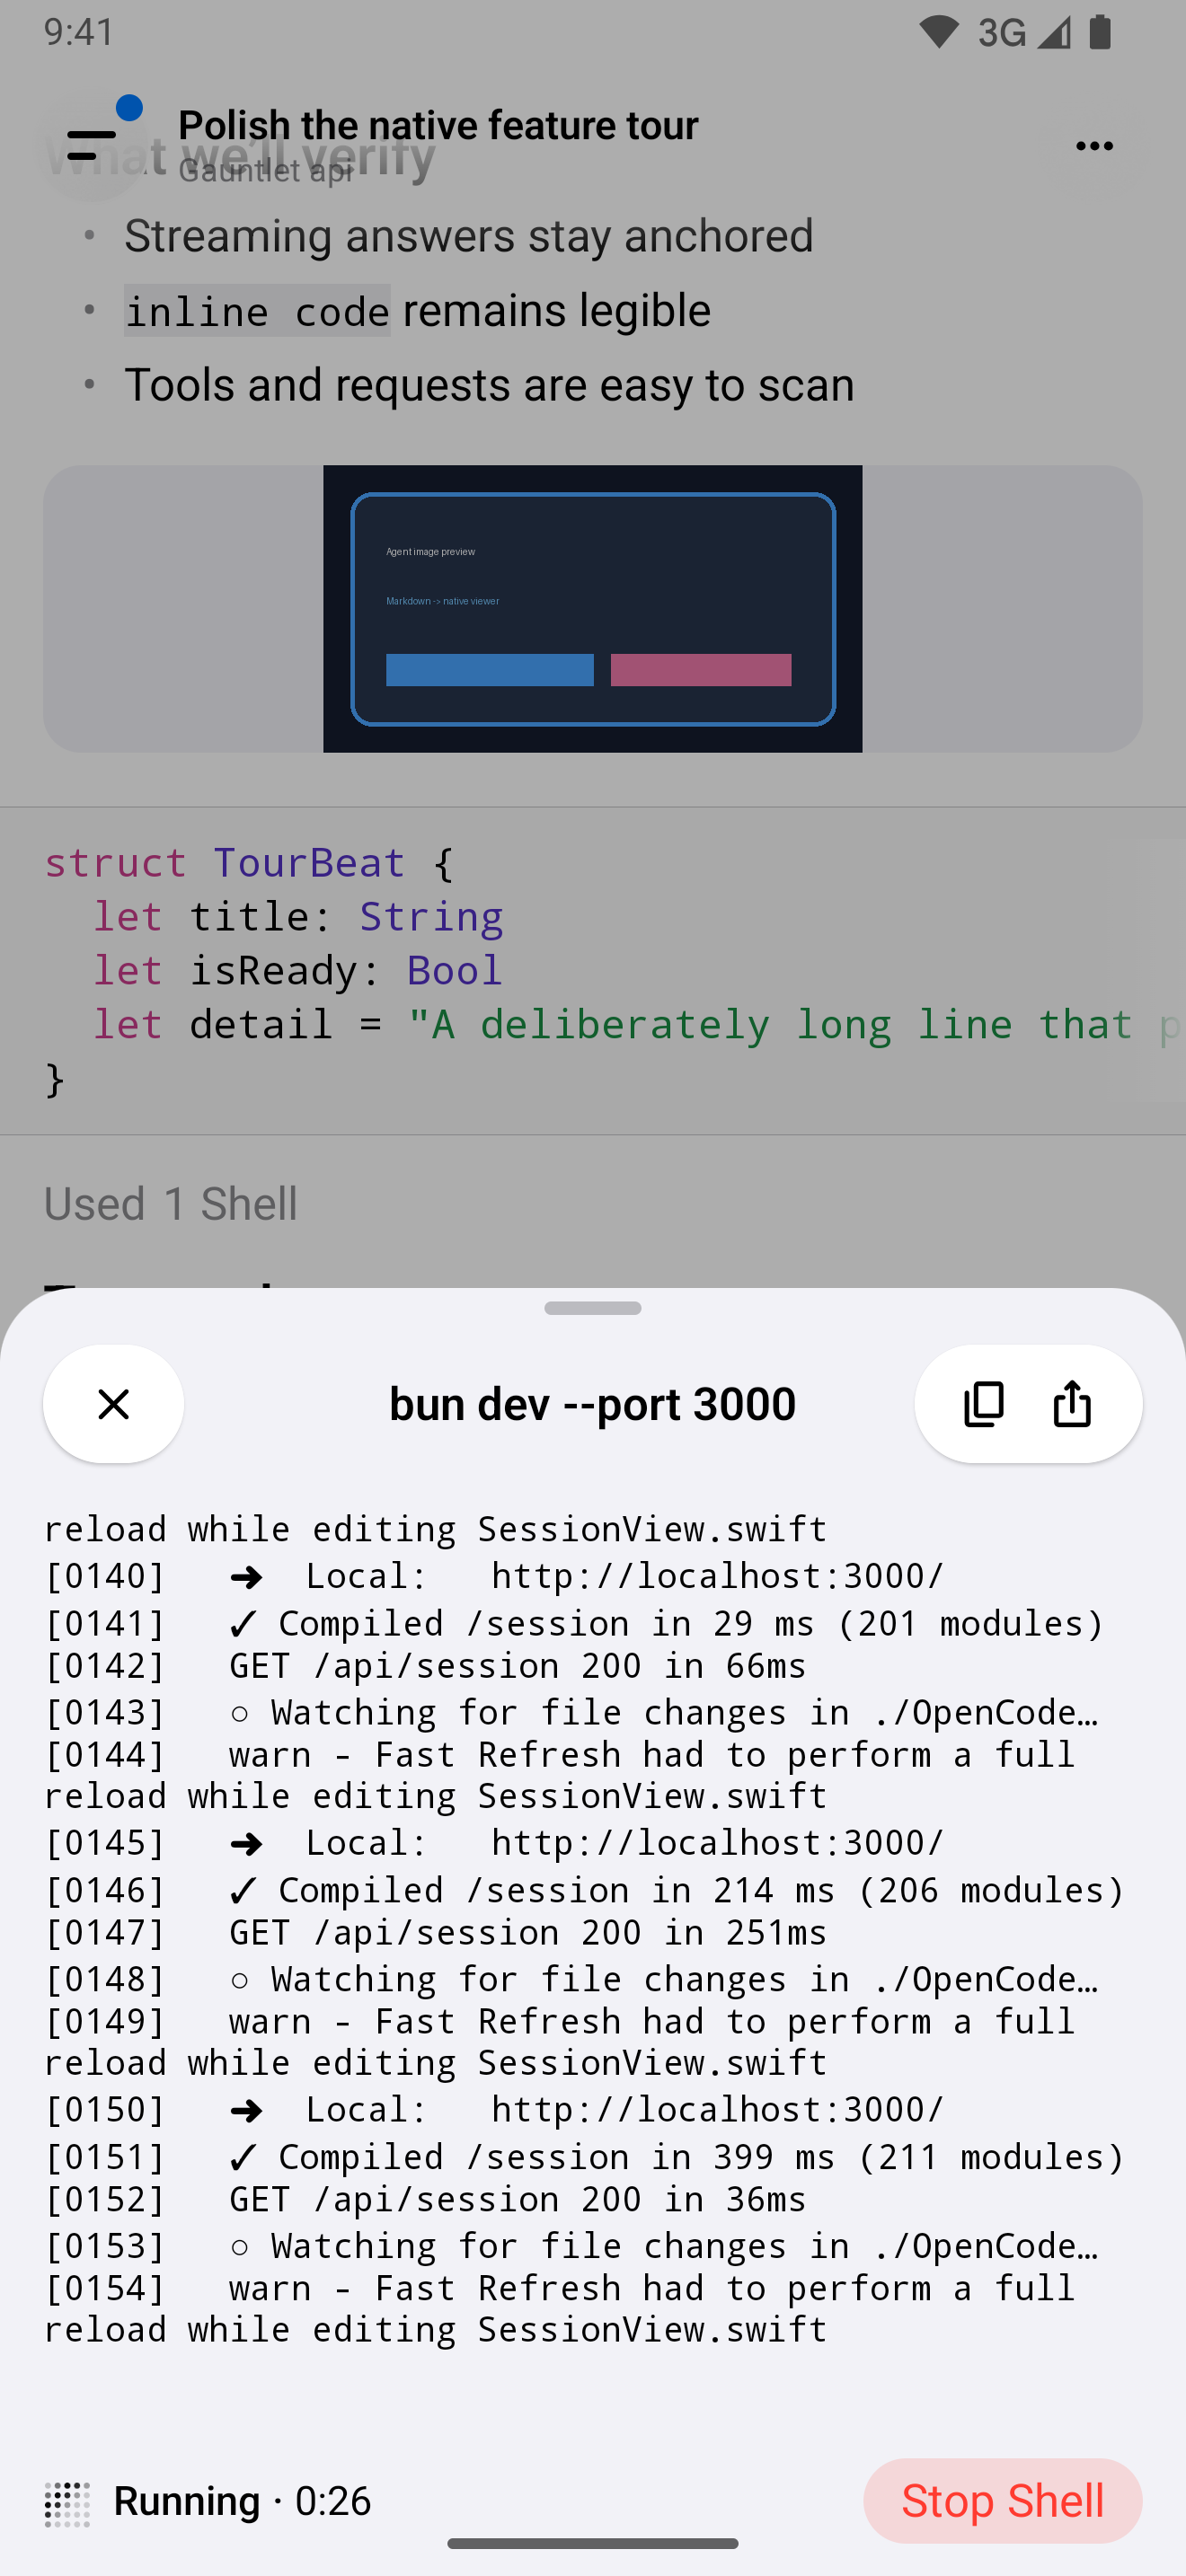 9:41
3G
Polish the native feature tour
What we'll verify
Gauntlet api
• Streaming answers stay anchored
• inline code remains legible
• Tools and requests are easy to scan
Agent image preview
Markdown -> native viewer
struct TourBeat {
  let title: String
  let isReady: Bool
  let detail = "A deliberately long line that p
}
Used 1 Shell
bun dev --port 3000
reload while editing SessionView.swift
[0140]   ➜  Local:   http://localhost:3000/
[0141]   ✓ Compiled /session in 29 ms (201 modules)
[0142]   GET /api/session 200 in 66ms
[0143]   ○ Watching for file changes in ./OpenCode…
[0144]   warn - Fast Refresh had to perform a full
reload while editing SessionView.swift
[0145]   ➜  Local:   http://localhost:3000/
[0146]   ✓ Compiled /session in 214 ms (206 modules)
[0147]   GET /api/session 200 in 251ms
[0148]   ○ Watching for file changes in ./OpenCode…
[0149]   warn - Fast Refresh had to perform a full
reload while editing SessionView.swift
[0150]   ➜  Local:   http://localhost:3000/
[0151]   ✓ Compiled /session in 399 ms (211 modules)
[0152]   GET /api/session 200 in 36ms
[0153]   ○ Watching for file changes in ./OpenCode…
[0154]   warn - Fast Refresh had to perform a full
reload while editing SessionView.swift
Running · 0:26
Stop Shell